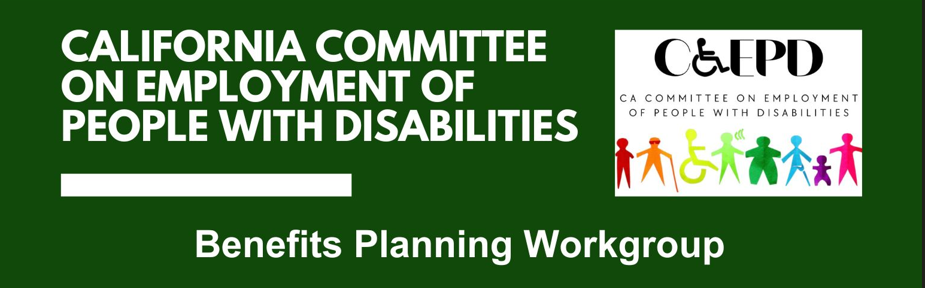 CALIFORNIA COMMITTEE
ON EMPLOYMENT OF
PEOPLE WITH DISABILITIES
CCEPD
CA COMMITTEE ON EMPLOYMENT
OF PEOPLE WITH DISABILITIES
Benefits Planning Workgroup